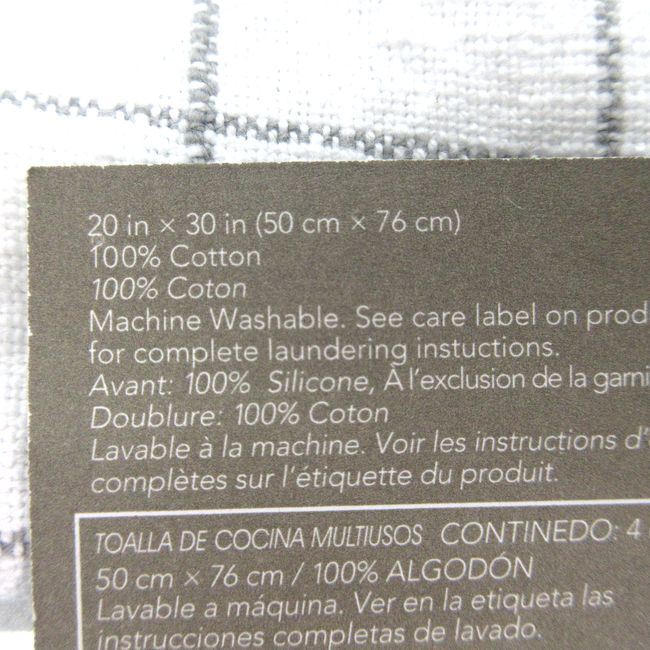 20 in × 30 in (50 cm × 76 cm)
100% Cotton
100% Coton
Machine Washable. See care label on prod
for complete laundering instuctions.
Avant: 100% Silicone, À l'exclusion de la garni
Doublure: 100% Coton
Lavable à la machine. Voir les instructions d'
complètes sur l'étiquette du produit.
TOALLA DE COCINA MULTIUSOS CONTINEDO: 4
50 cm × 76 cm / 100% ALGODÓN
Lavable a máquina. Ver en la etiqueta las
instrucciones completas de lavado.